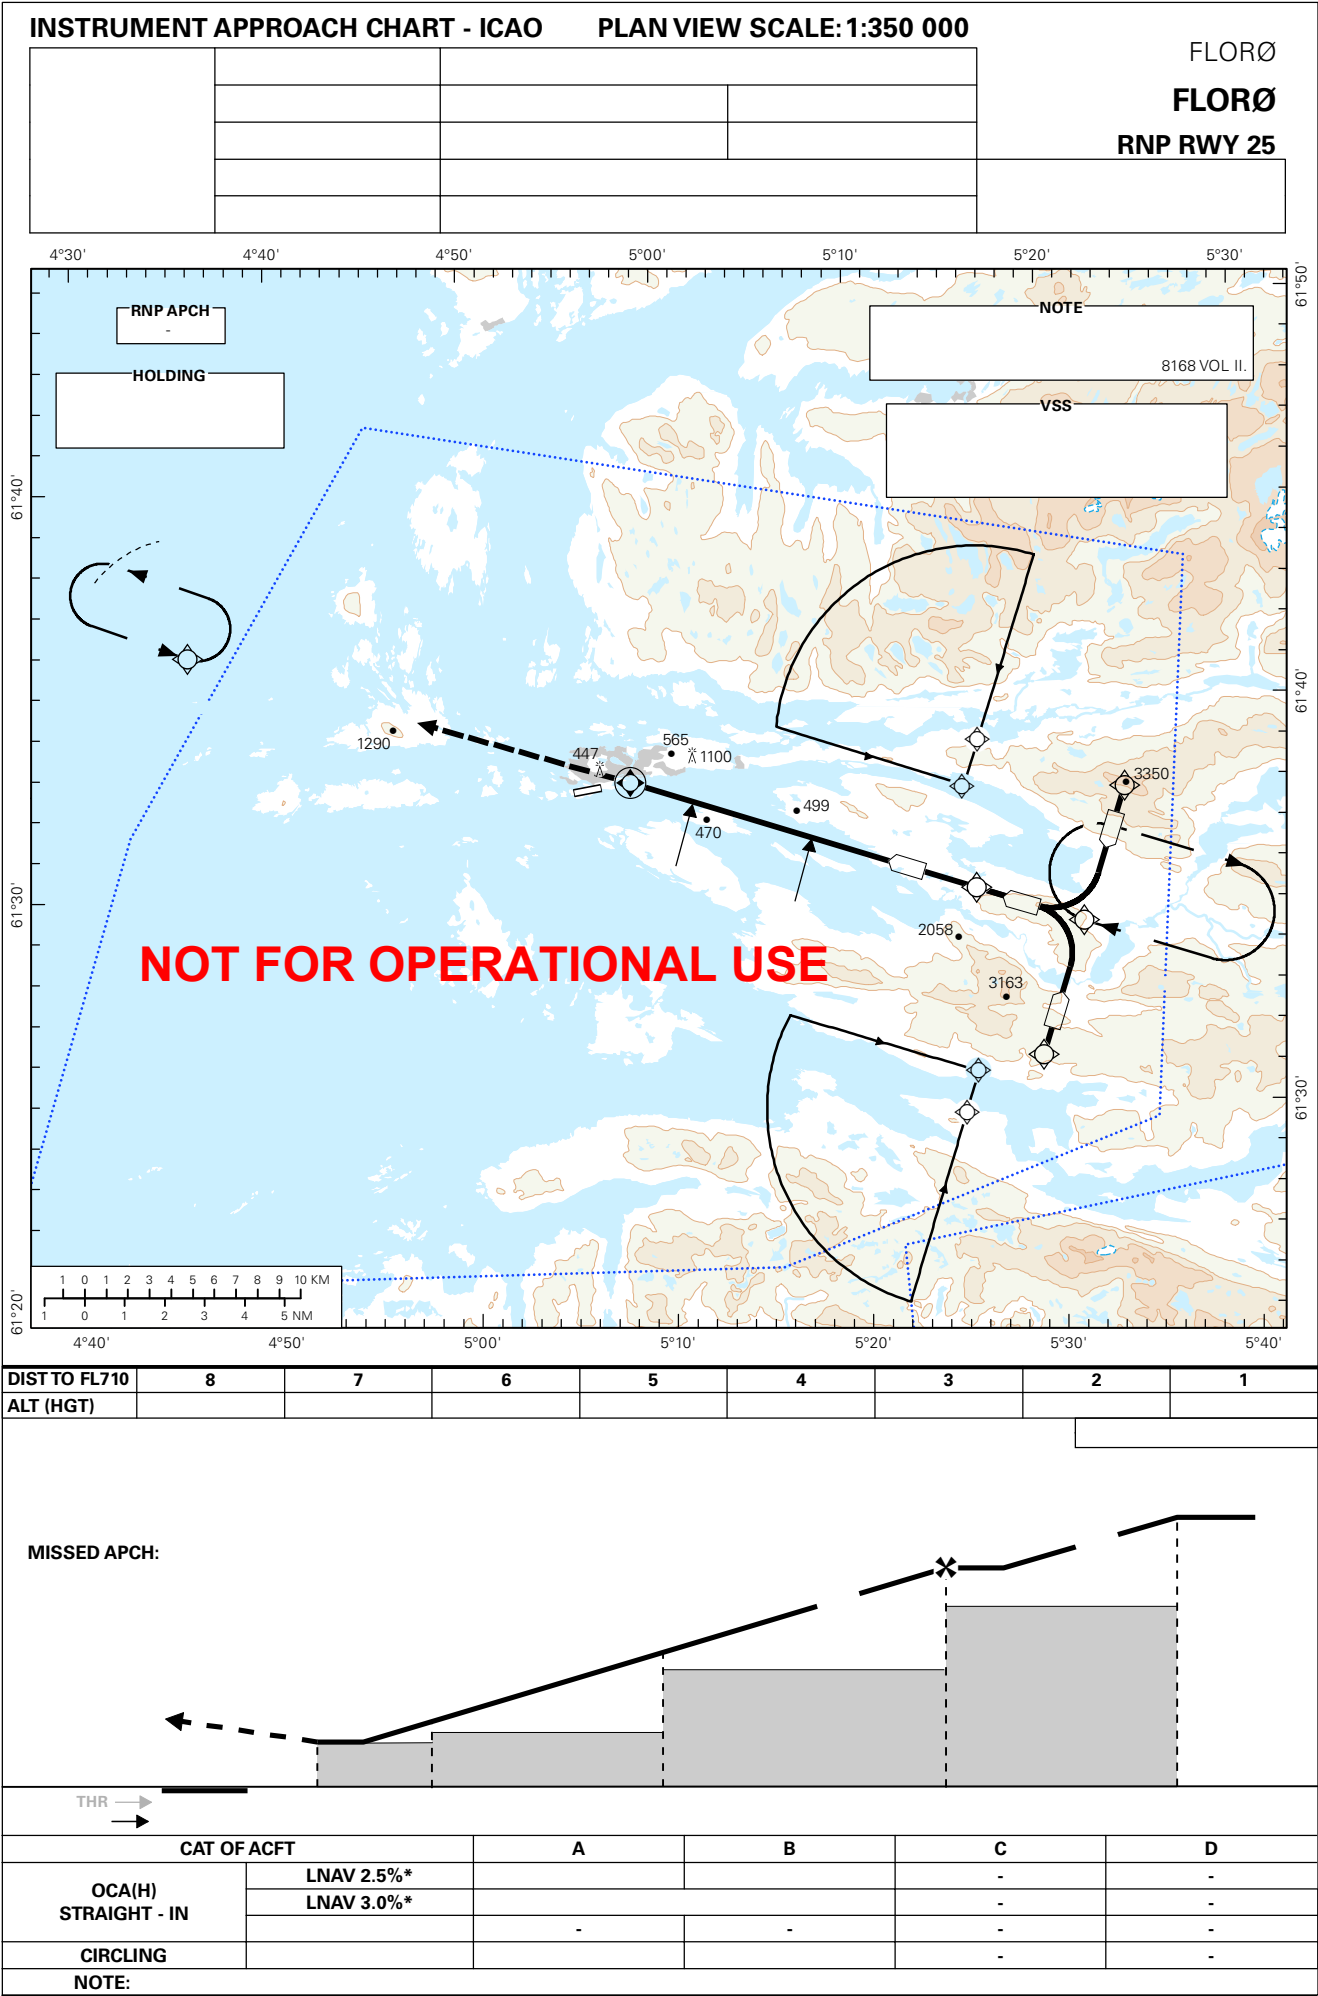 INSTRUMENT APPROACH CHART - ICAO PLAN VIEW SCALE: 1:350 000
FLORØ
FLORØ
RNP RWY 25
4°30' 4°40' 4°50' 5°00' 5°10' 5°20' 5°30'
61°50'
RNP APCH
-
NOTE
8168 VOL II.
HOLDING
VSS
61°40'
61°40'
1290
447
565
1100
3350
499
470
61°30'
2058
NOT FOR OPERATIONAL USE
3163
61°30'
1 0 1 2 3 4 5 6 7 8 9 10 KM
1 0 1 2 3 4 5 NM
61°20'
4°40' 4°50' 5°00' 5°10' 5°20' 5°30' 5°40'
DIST TO FL710 8 7 6 5 4 3 2 1
ALT (HGT)
MISSED APCH:
THR
CAT OF ACFT A B C D
OCA(H)
STRAIGHT - IN
LNAV 2.5%* - -
LNAV 3.0%* - -
- - - -
CIRCLING - -
NOTE: